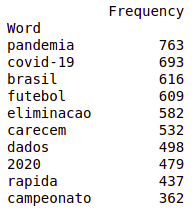 Frequency
Word
pandemia 763
covid-19 693
brasil 616
futebol 609
eliminacao 582
carecem 532
dados 498
2020 479
rapida 437
campeonato 362